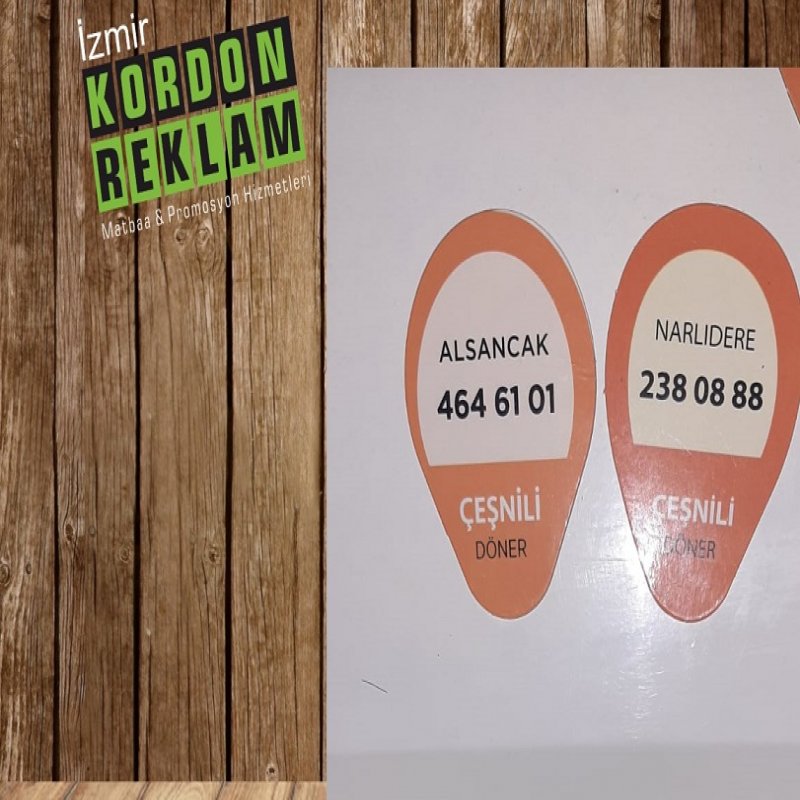 İzmir
KORDON
REKLAM
Matbaa & Promosyon Hizmetleri
ALSANCAK
464 61 01
ÇEŞNİLİ
DÖNER
NARLIDERE
238 08 88
ÇEŞNİLİ
DÖNER